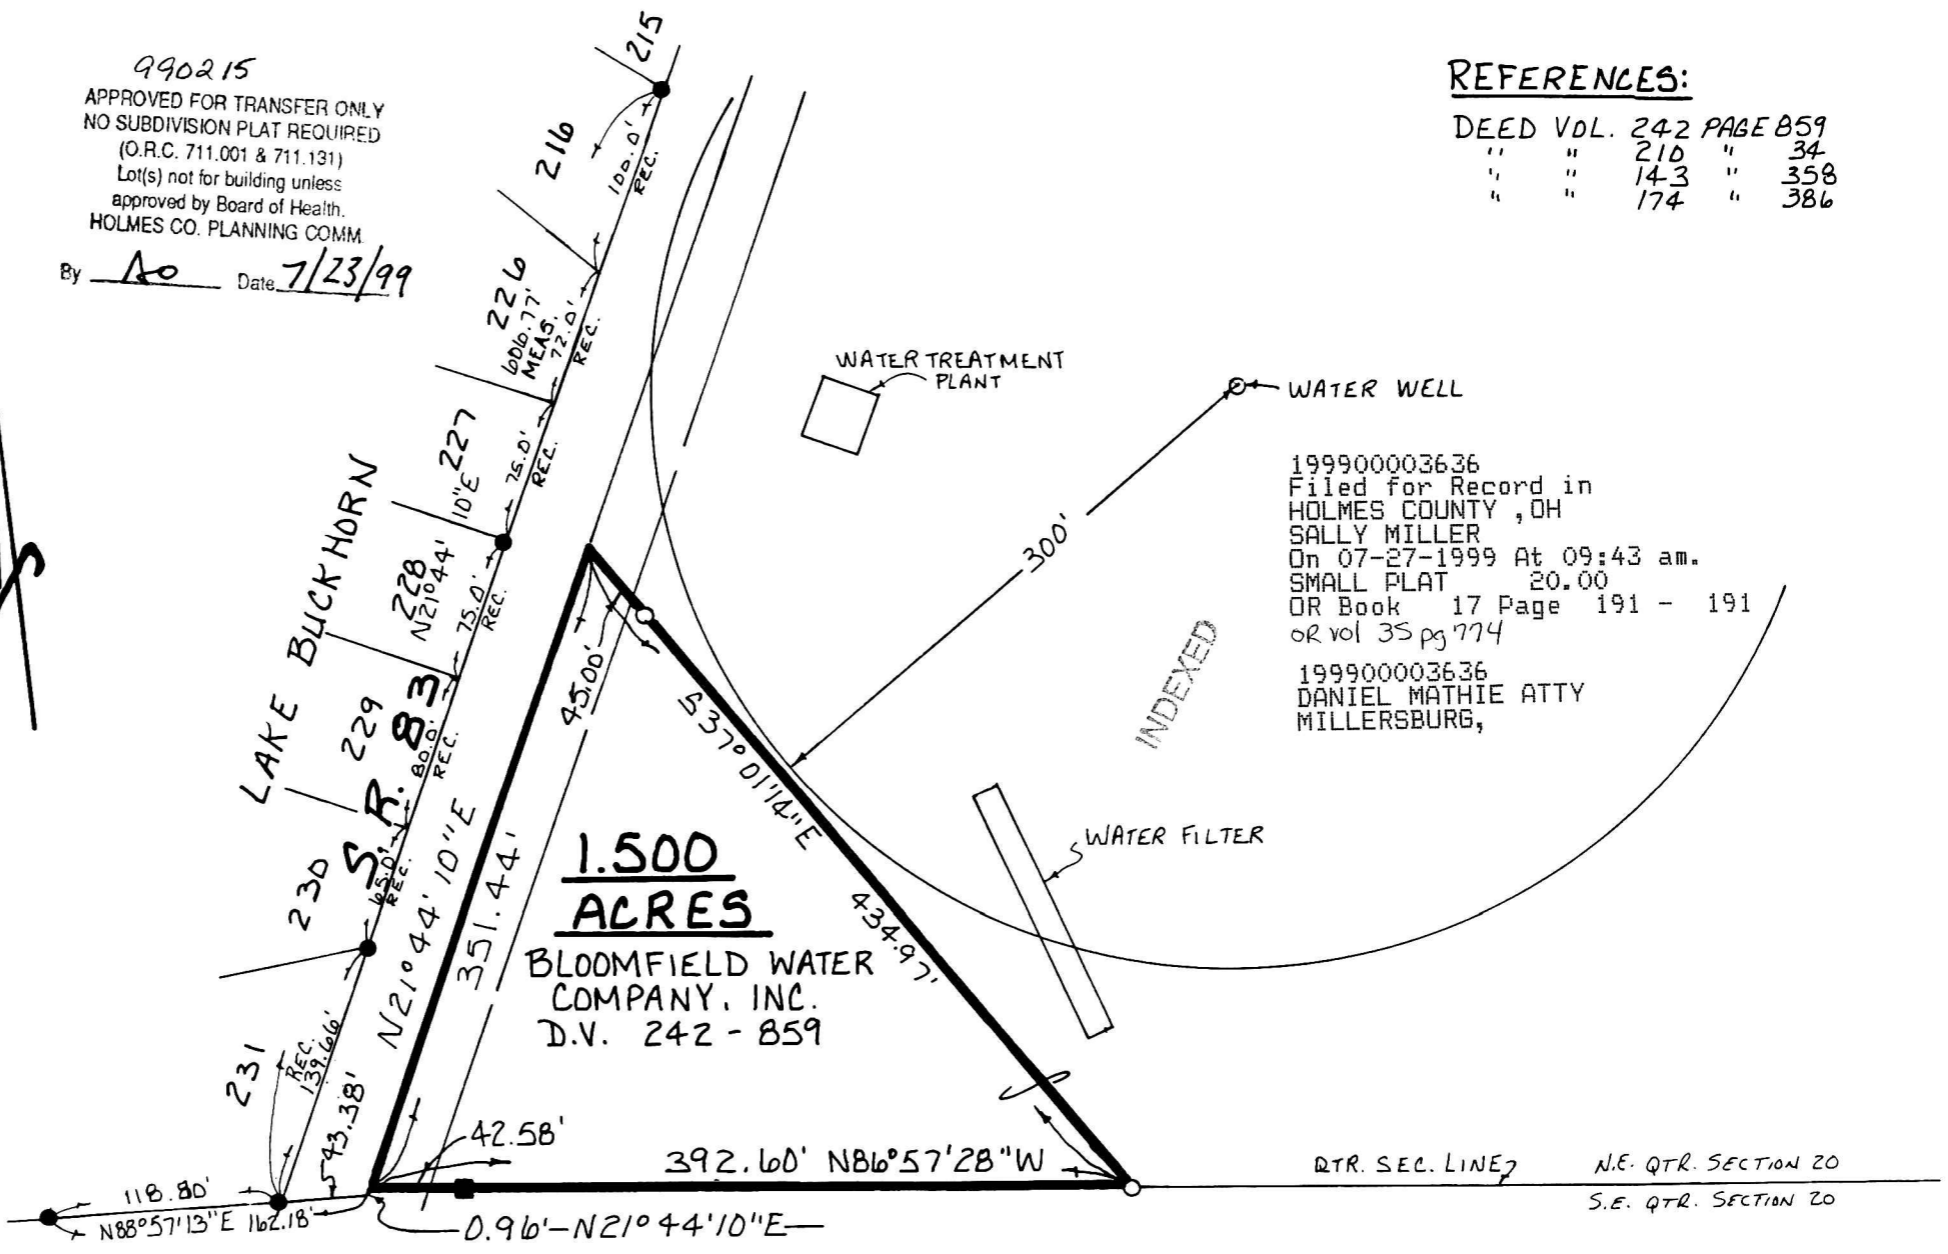 990215
APPROVED FOR TRANSFER ONLY
NO SUBDIVISION PLAT REQUIRED
(O.R.C. 711.001 & 711.131)
Lot(s) not for building unless
approved by Board of Health.
HOLMES CO. PLANNING COMM.
By Date 7/23/99
REFERENCES:
DEED VOL. 242 PAGE 859
" " 210 " 34
" " 143 " 358
" " 174 " 386
215
216
100.0'
REC.
226
606.77'
MEAS.
72.0'
REC.
227
75.0'
REC.
228
N21°44'10"E
75.0'
REC.
229
80.0'
REC.
230
65.0'
REC.
231
REC.
139.66'
LAKE BUCKHORN
S.R. 83
WATER TREATMENT
PLANT
WATER WELL
300'
199900003636
Filed for Record in
HOLMES COUNTY ,OH
SALLY MILLER
On 07-27-1999 At 09:43 am.
SMALL PLAT 20.00
OR Book 17 Page 191 - 191
OR vol 35 pg 774
199900003636
DANIEL MATHIE ATTY
MILLERSBURG,
INDEXED
45.00'
S37°01'14"E
434.97'
WATER FILTER
N21°44'10"E
351.44'
1.500
ACRES
BLOOMFIELD WATER
COMPANY, INC.
D.V. 242 - 859
43.38'
42.58'
392.60' N86°57'28"W
QTR. SEC. LINE
N.E. QTR. SECTION 20
S.E. QTR. SECTION 20
118.80'
N88°57'13"E 162.18'
0.96'-N21°44'10"E